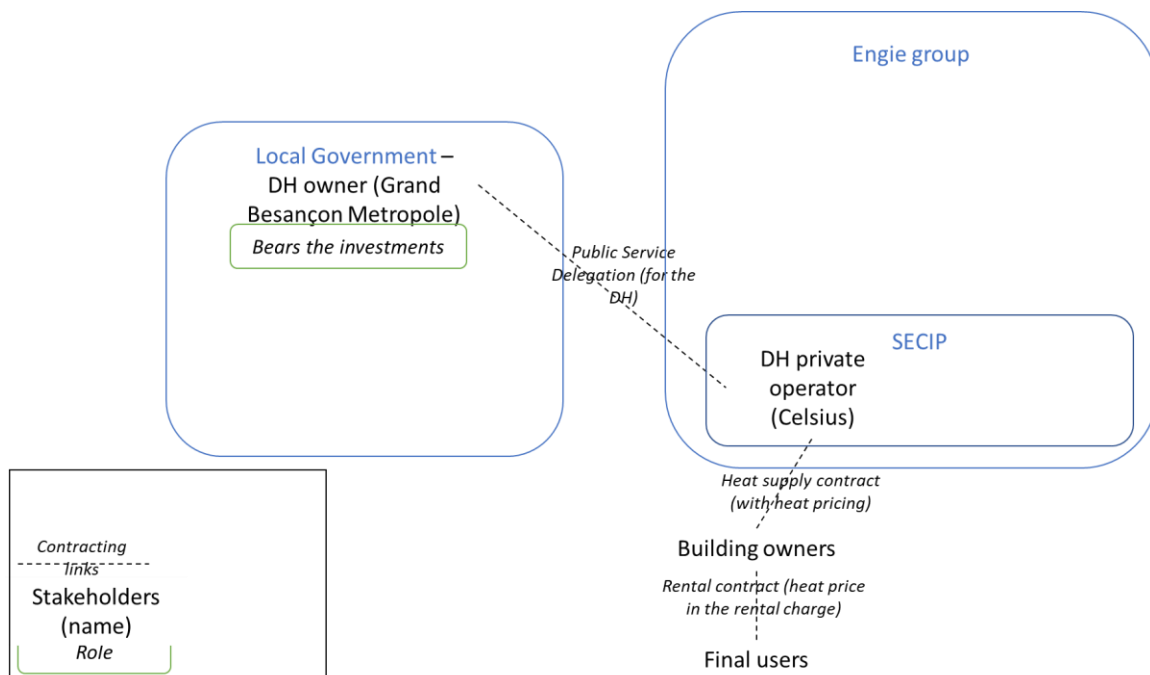 Engie group
Local Government –
DH owner (Grand
Besançon Metropole)
Bears the investments
Public Service
Delegation (for the
DH)
SECIP
DH private
operator
(Celsius)
Heat supply contract
(with heat pricing)
Building owners
Rental contract (heat price
in the rental charge)
Final users
Contracting
links
Stakeholders
(name)
Role